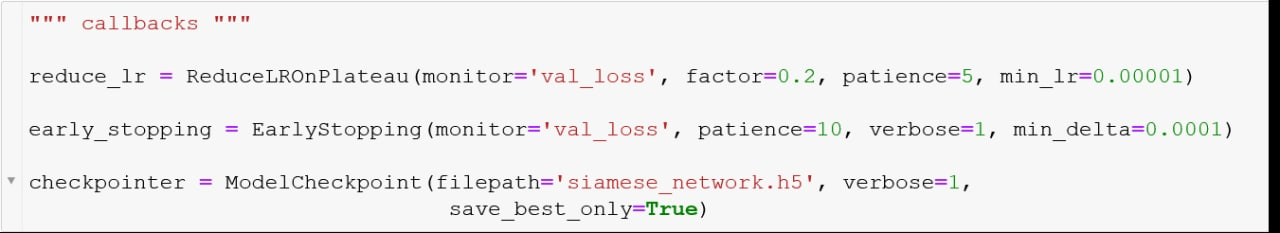 """ callbacks """
reduce_lr = ReduceLROnPlateau(monitor='val_loss', factor=0.2, patience=5, min_lr=0.00001)
early_stopping = EarlyStopping(monitor='val_loss', patience=10, verbose=1, min_delta=0.0001)
checkpointer = ModelCheckpoint(filepath='siamese_network.h5', verbose=1,
save_best_only=True)